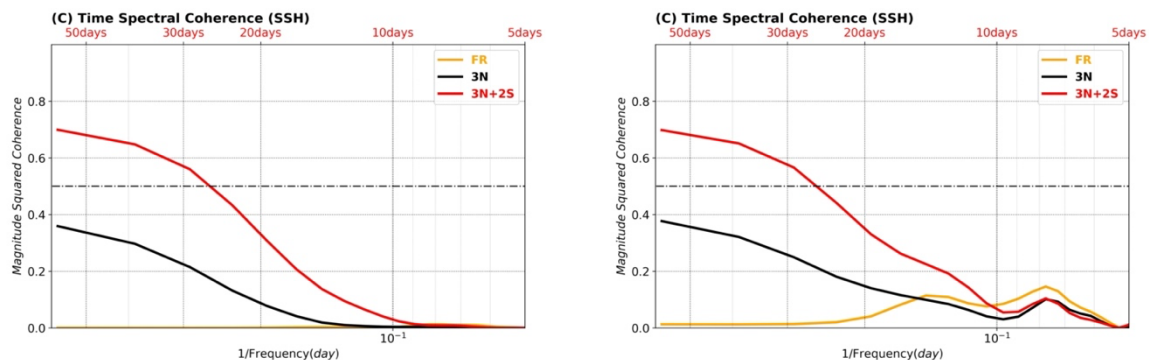 (C) Time Spectral Coherence (SSH)
50days 30days 20days 10days 5days
FR
3N
3N+2S
Magnitude Squared Coherence
0.8
0.6
0.4
0.2
0.0
10⁻¹
1/Frequency(day)
(C) Time Spectral Coherence (SSH)
50days 30days 20days 10days 5days
FR
3N
3N+2S
Magnitude Squared Coherence
0.8
0.6
0.4
0.2
0.0
10⁻¹
1/Frequency(day)